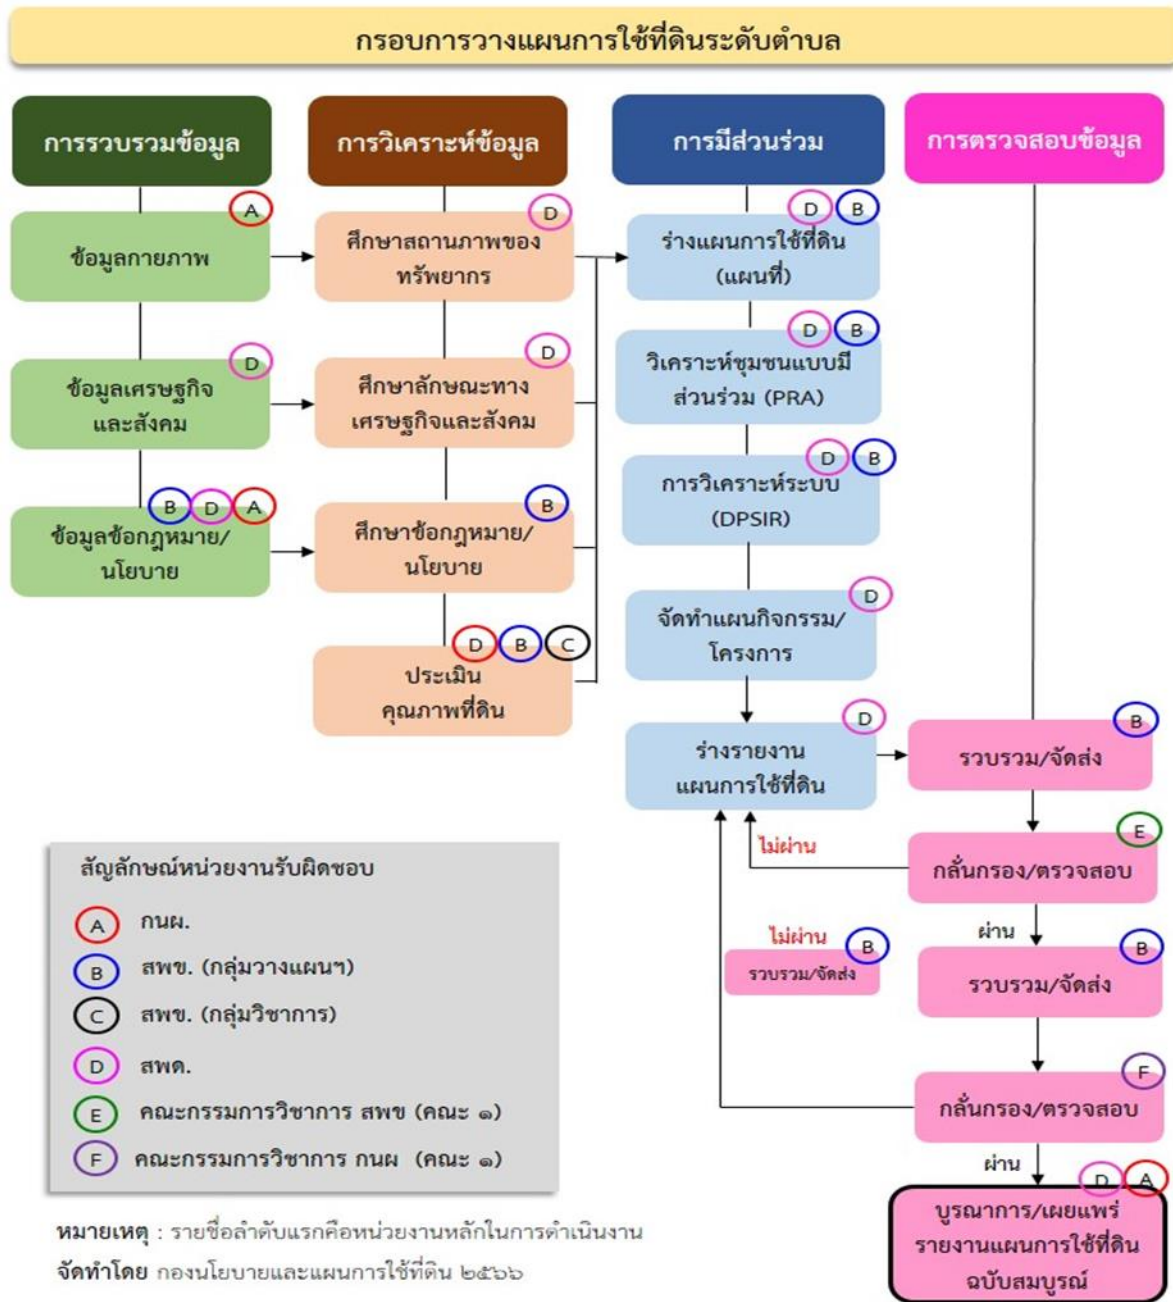 กรอบการวางแผนการใช้ที่ดินระดับตำบล
การรวบรวมข้อมูล
A
ข้อมูลกายภาพ
D
ข้อมูลเศรษฐกิจ
และสังคม
B D A
ข้อมูลข้อกฎหมาย/
นโยบาย
การวิเคราะห์ข้อมูล
D
ศึกษาสถานภาพของ
ทรัพยากร
D
ศึกษาลักษณะทาง
เศรษฐกิจและสังคม
B
ศึกษาข้อกฎหมาย/
นโยบาย
D B C
ประเมิน
คุณภาพที่ดิน
การมีส่วนร่วม
D B
ร่างแผนการใช้ที่ดิน
(แผนที่)
D B
วิเคราะห์ชุมชนแบบมี
ส่วนร่วม (PRA)
D B
การวิเคราะห์ระบบ
(DPSIR)
D
จัดทำแผนกิจกรรม/
โครงการ
D
ร่างรายงาน
แผนการใช้ที่ดิน
การตรวจสอบข้อมูล
B
รวบรวม/จัดส่ง
E
กลั่นกรอง/ตรวจสอบ
ไม่ผ่าน
ผ่าน
B
รวบรวม/จัดส่ง
ไม่ผ่าน
B
รวบรวม/จัดส่ง
F
กลั่นกรอง/ตรวจสอบ
ผ่าน
D A
บูรณาการ/เผยแพร่
รายงานแผนการใช้ที่ดิน
ฉบับสมบูรณ์
สัญลักษณ์หน่วยงานรับผิดชอบ
A กนผ.
B สพข. (กลุ่มวางแผนฯ)
C สพข. (กลุ่มวิชาการ)
D สพด.
E คณะกรรมการวิชาการ สพข (คณะ ๑)
F คณะกรรมการวิชาการ กนผ (คณะ ๑)
หมายเหตุ : รายชื่อลำดับแรกคือหน่วยงานหลักในการดำเนินงาน
จัดทำโดย กองนโยบายและแผนการใช้ที่ดิน ๒๕๖๖